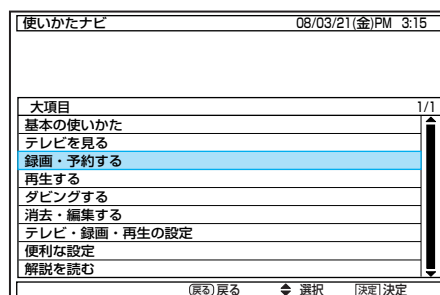 使いかたナビ 08/03/21(金)PM 3:15
大項目 1/1
基本の使いかた
テレビを見る
録画・予約する
再生する
ダビングする
消去・編集する
テレビ・録画・再生の設定
便利な設定
解説を読む
戻る 戻る 選択 決定 決定